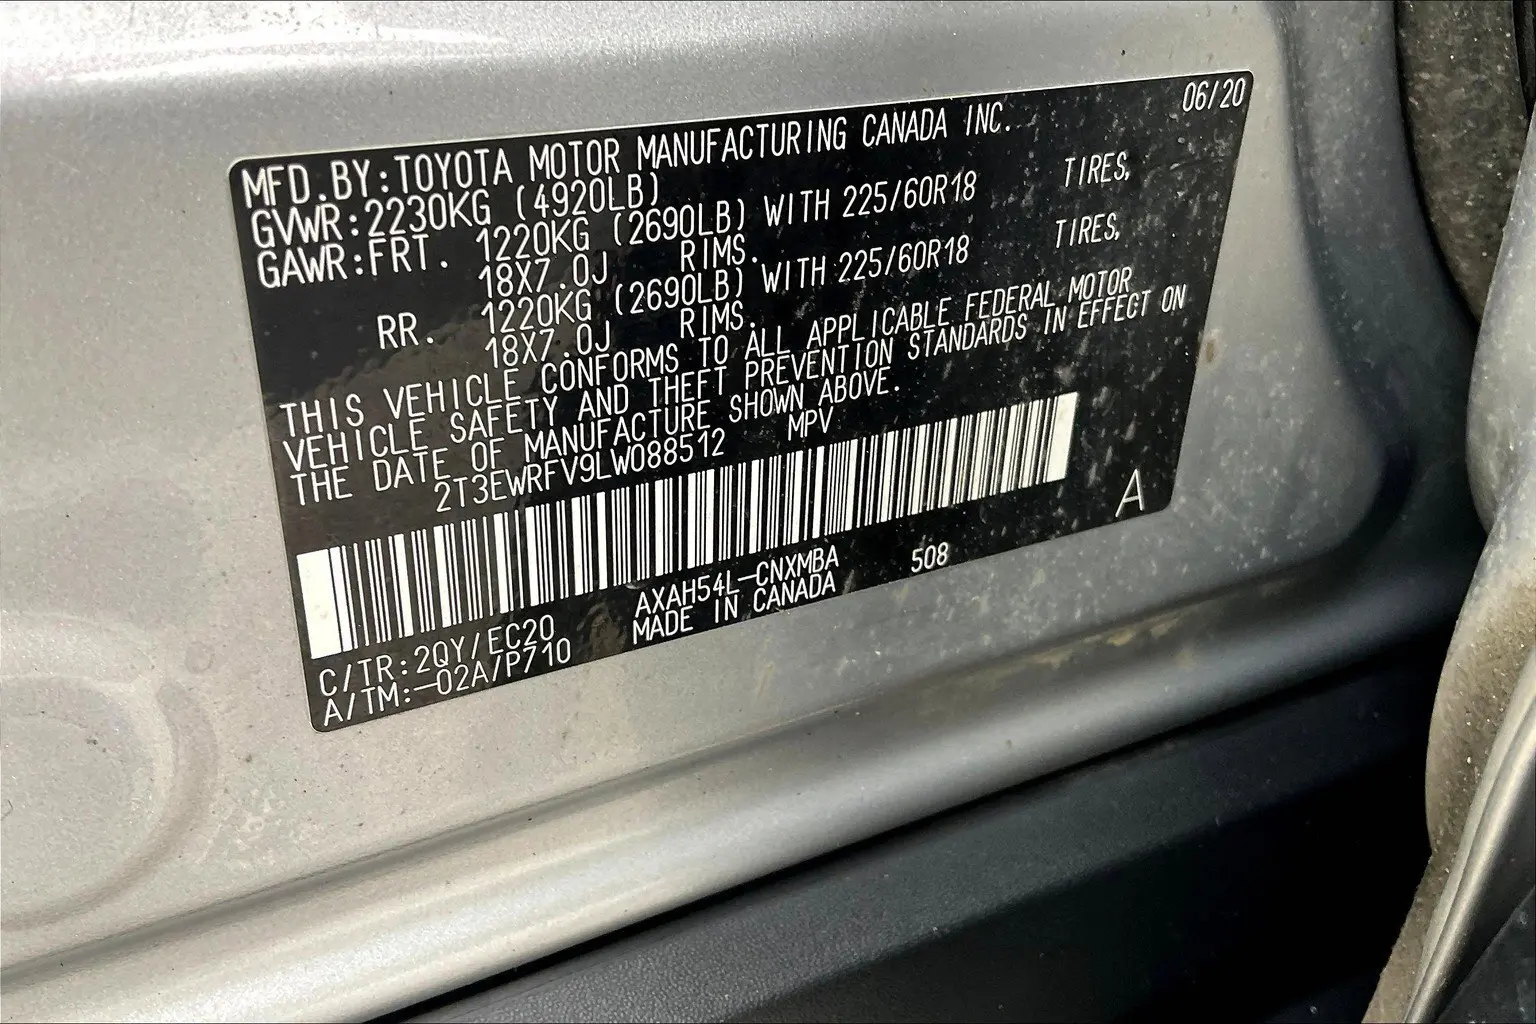 06/20
MFD.BY:TOYOTA MOTOR MANUFACTURING CANADA INC.
GVWR:2230KG (4920LB)
GAWR:FRT. 1220KG (2690LB) WITH 225/60R18 TIRES,
18X7.0J RIMS.
RR. 1220KG (2690LB) WITH 225/60R18 TIRES,
18X7.0J RIMS.
THIS VEHICLE CONFORMS TO ALL APPLICABLE FEDERAL MOTOR
VEHICLE SAFETY AND THEFT PREVENTION STANDARDS IN EFFECT ON
THE DATE OF MANUFACTURE SHOWN ABOVE.
2T3EWRFV9LW088512 MPV
A
C/TR:2QY/EC20 AXAH54L-CNXMBA 508
A/TM:-02A/P710 MADE IN CANADA